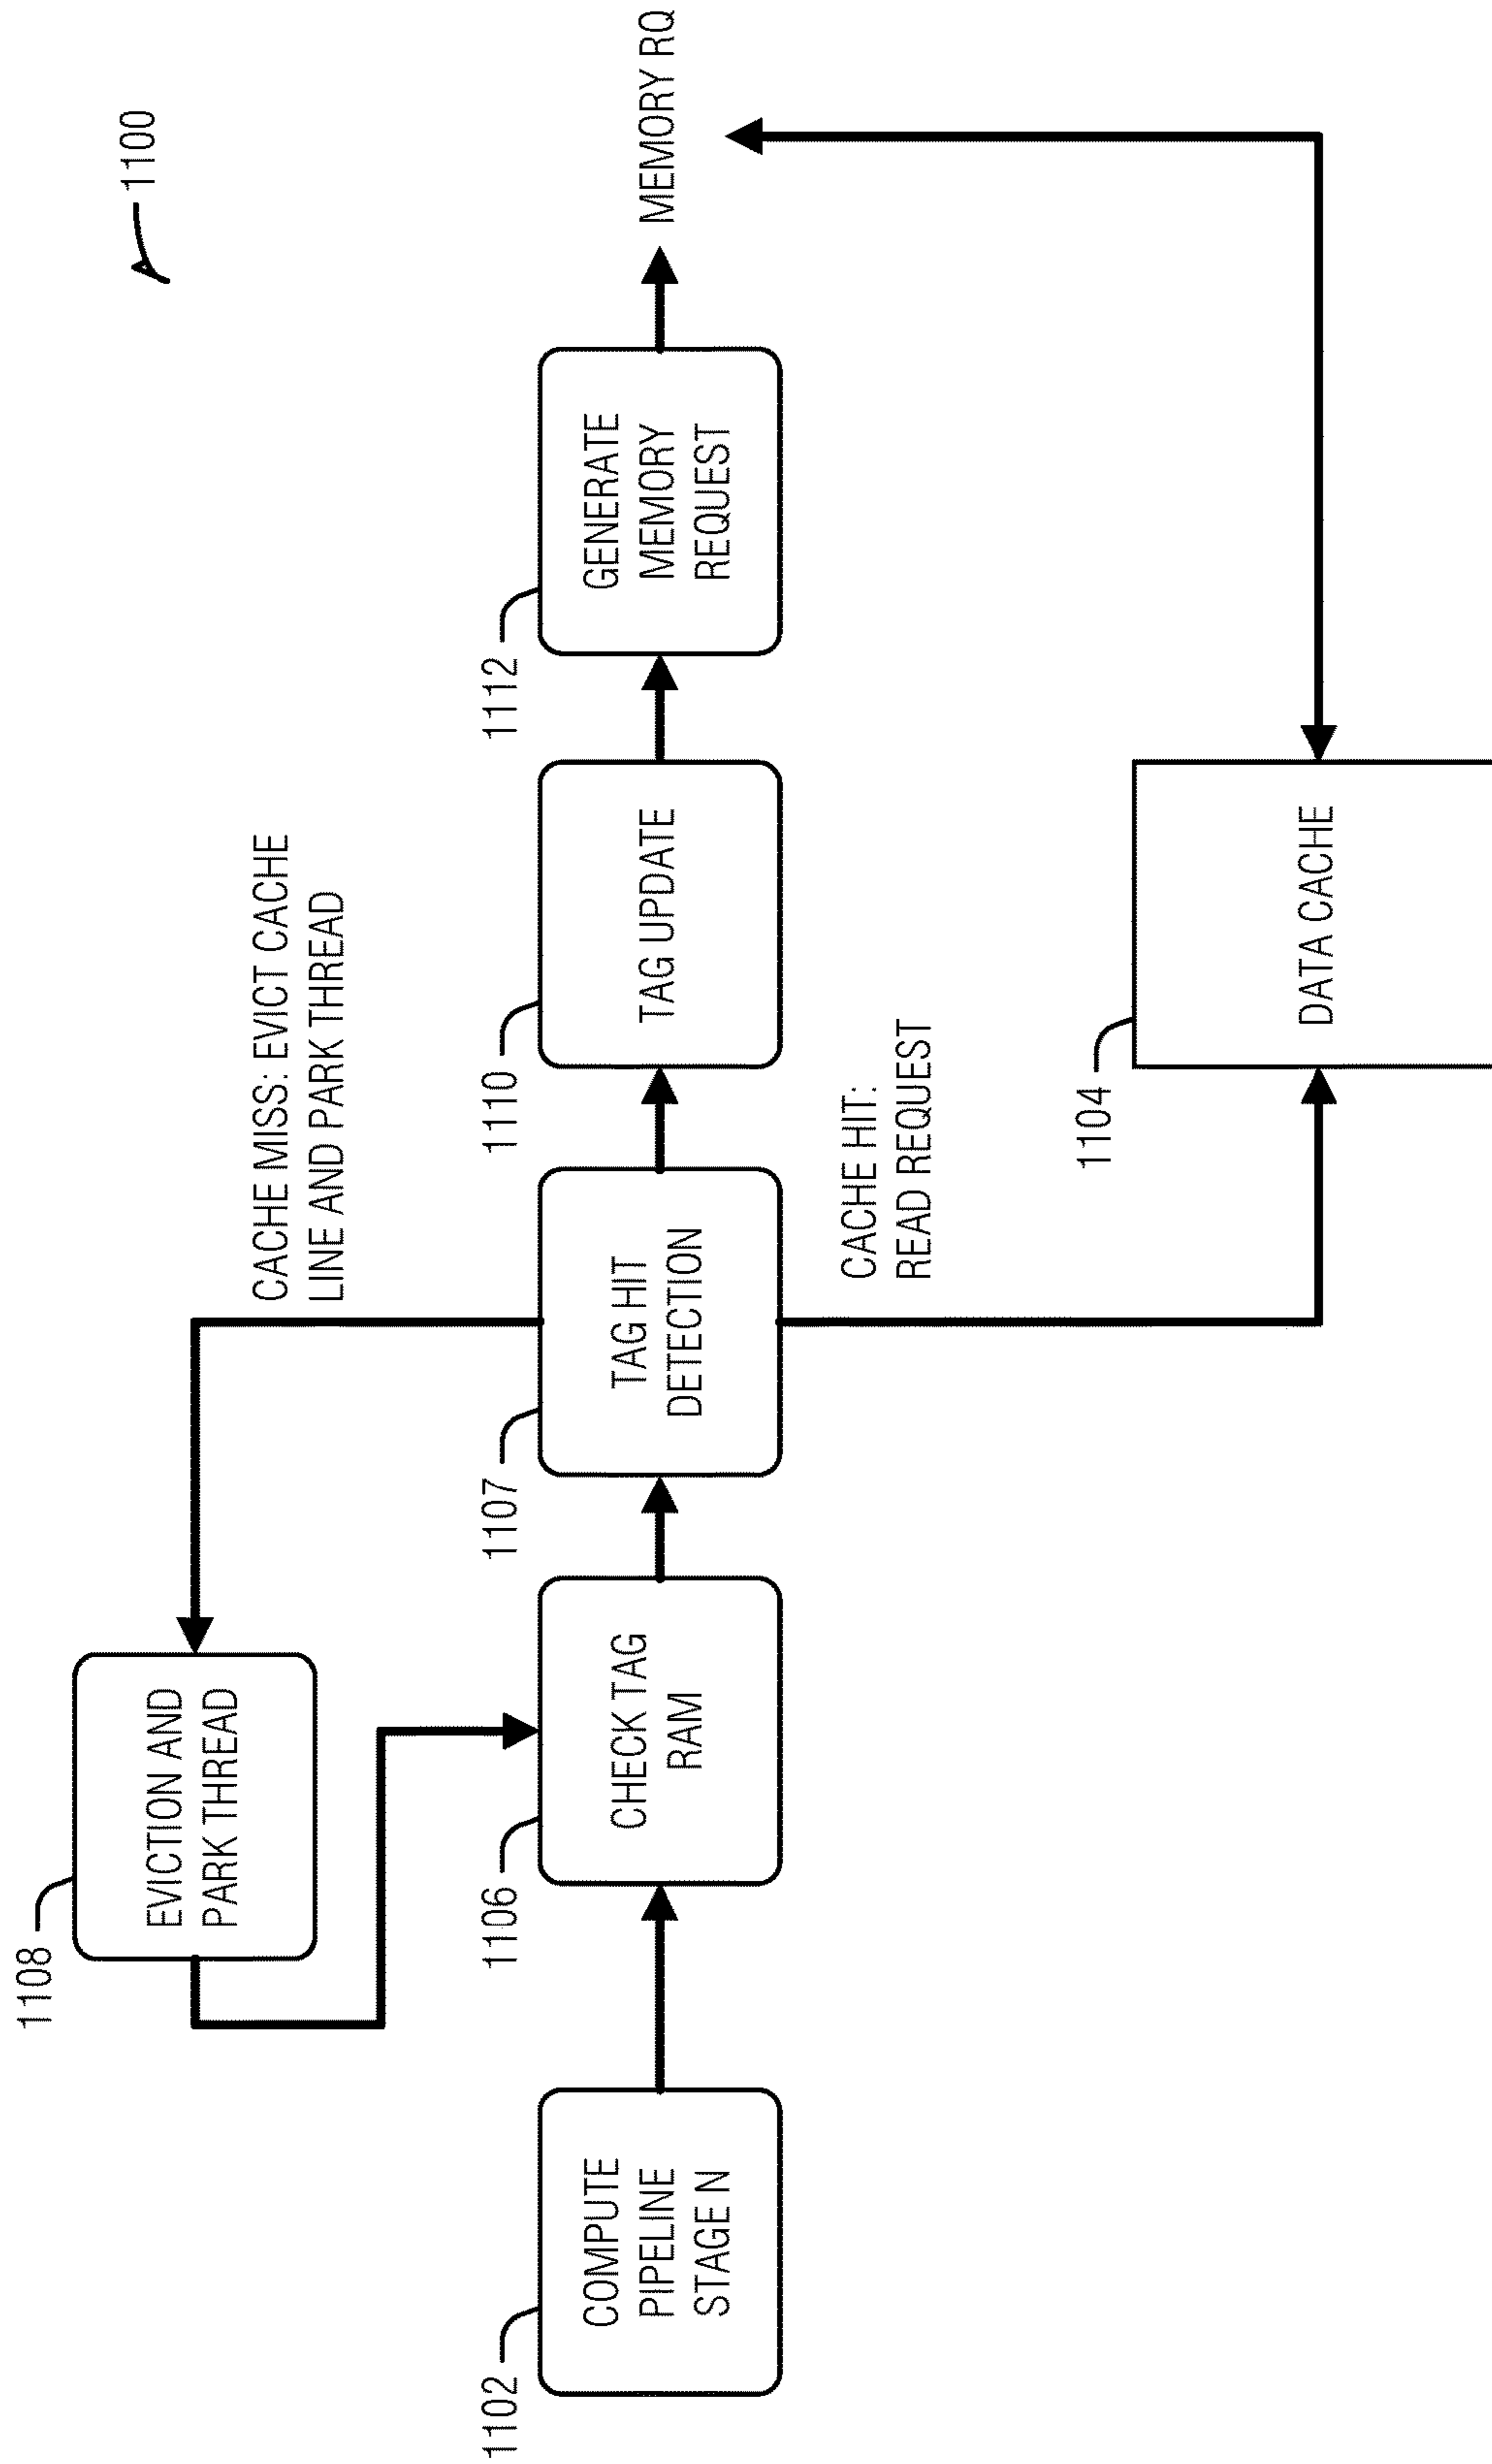 1100
1108
EVICTION AND
PARK THREAD
CACHE MISS: EVICT CACHE
LINE AND PARK THREAD
1102
COMPUTE
PIPELINE
STAGE N
1106
CHECK TAG
RAM
1107
TAG HIT
DETECTION
1110
TAG UPDATE
1112
GENERATE
MEMORY
REQUEST
MEMORY RQ
CACHE HIT:
READ REQUEST
1104
DATA CACHE